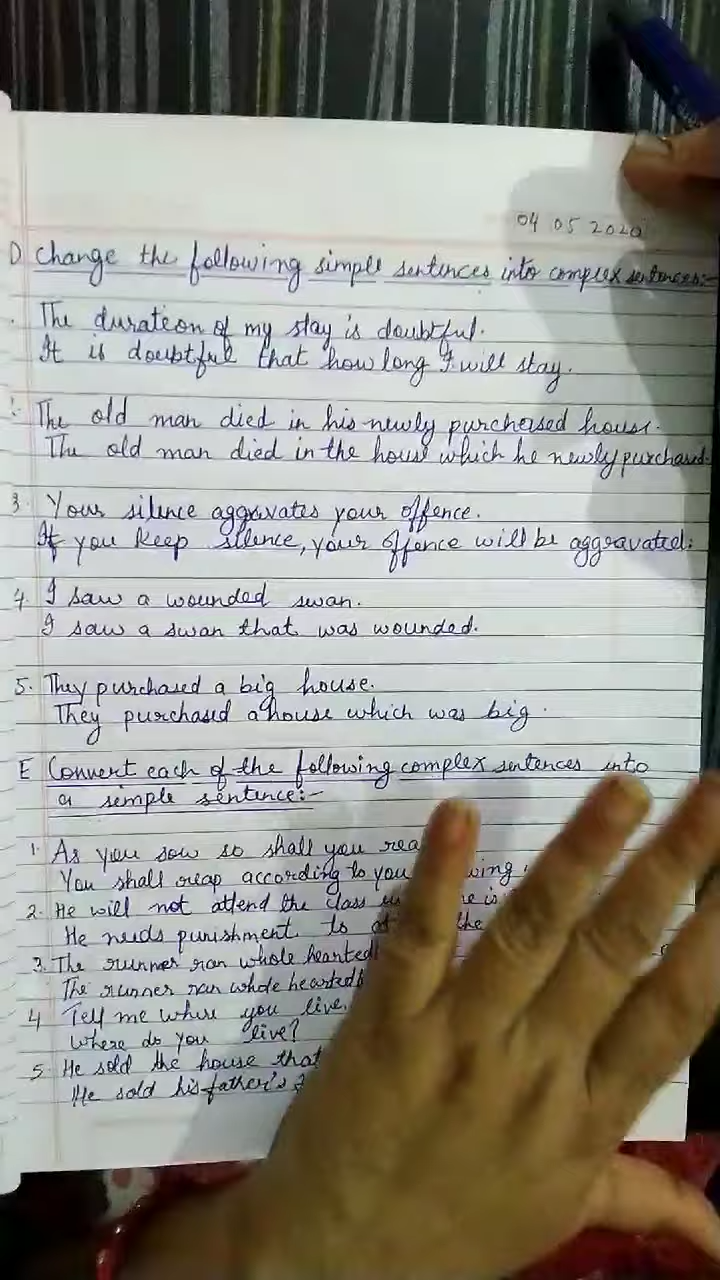 04 05 2020
D Change the following simple sentences into complex sentences:-
The duration of my stay is doubtful.
It is doubtful that how long I will stay.
The old man died in his newly purchased house.
The old man died in the house which he newly purchased.
3. Your silence aggravates your offence.
If you keep silence, your offence will be aggravated.
4. I saw a wounded swan.
I saw a swan that was wounded.
5. They purchased a big house.
They purchased a house which was big.
E Convert each of the following complex sentences into
a simple sentence:-
1. As you sow so shall you
You shall reap according to
2. He will not attend the class
He needs punishment to
3. The runner ran whole
The runner ran whole
4 Tell me where you live.
Where do you live?
5. He sold the house that
He sold his father's